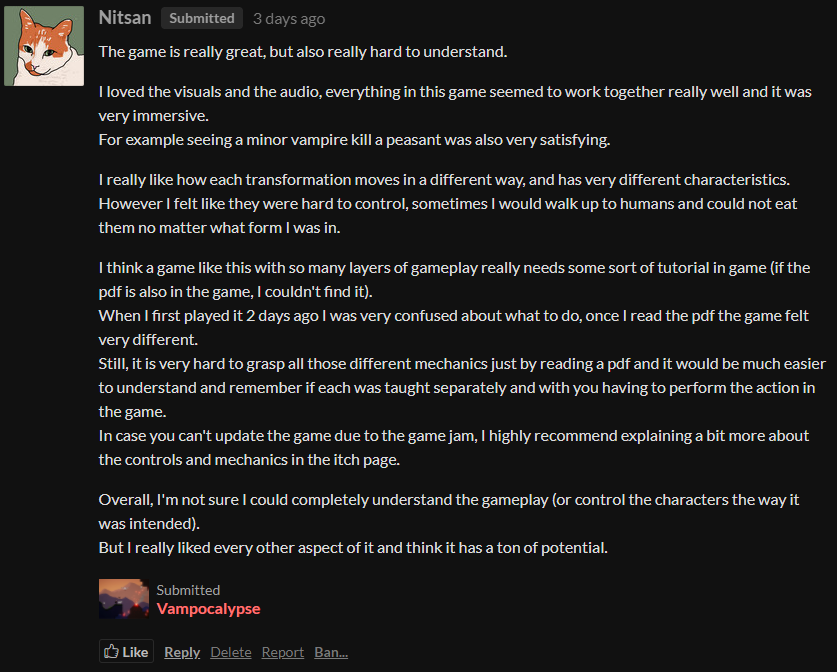 Nitsan Submitted 3 days ago
The game is really great, but also really hard to understand.
I loved the visuals and the audio, everything in this game seemed to work together really well and it was
very immersive.
For example seeing a minor vampire kill a peasant was also very satisfying.
I really like how each transformation moves in a different way, and has very different characteristics.
However I felt like they were hard to control, sometimes I would walk up to humans and could not eat
them no matter what form I was in.
I think a game like this with so many layers of gameplay really needs some sort of tutorial in game (if the
pdf is also in the game, I couldn't find it).
When I first played it 2 days ago I was very confused about what to do, once I read the pdf the game felt
very different.
Still, it is very hard to grasp all those different mechanics just by reading a pdf and it would be much easier
to understand and remember if each was taught separately and with you having to perform the action in
the game.
In case you can't update the game due to the game jam, I highly recommend explaining a bit more about
the controls and mechanics in the itch page.
Overall, I'm not sure I could completely understand the gameplay (or control the characters the way it
was intended).
But I really liked every other aspect of it and think it has a ton of potential.
Submitted
Vampocalypse
Like Reply Delete Report Ban...